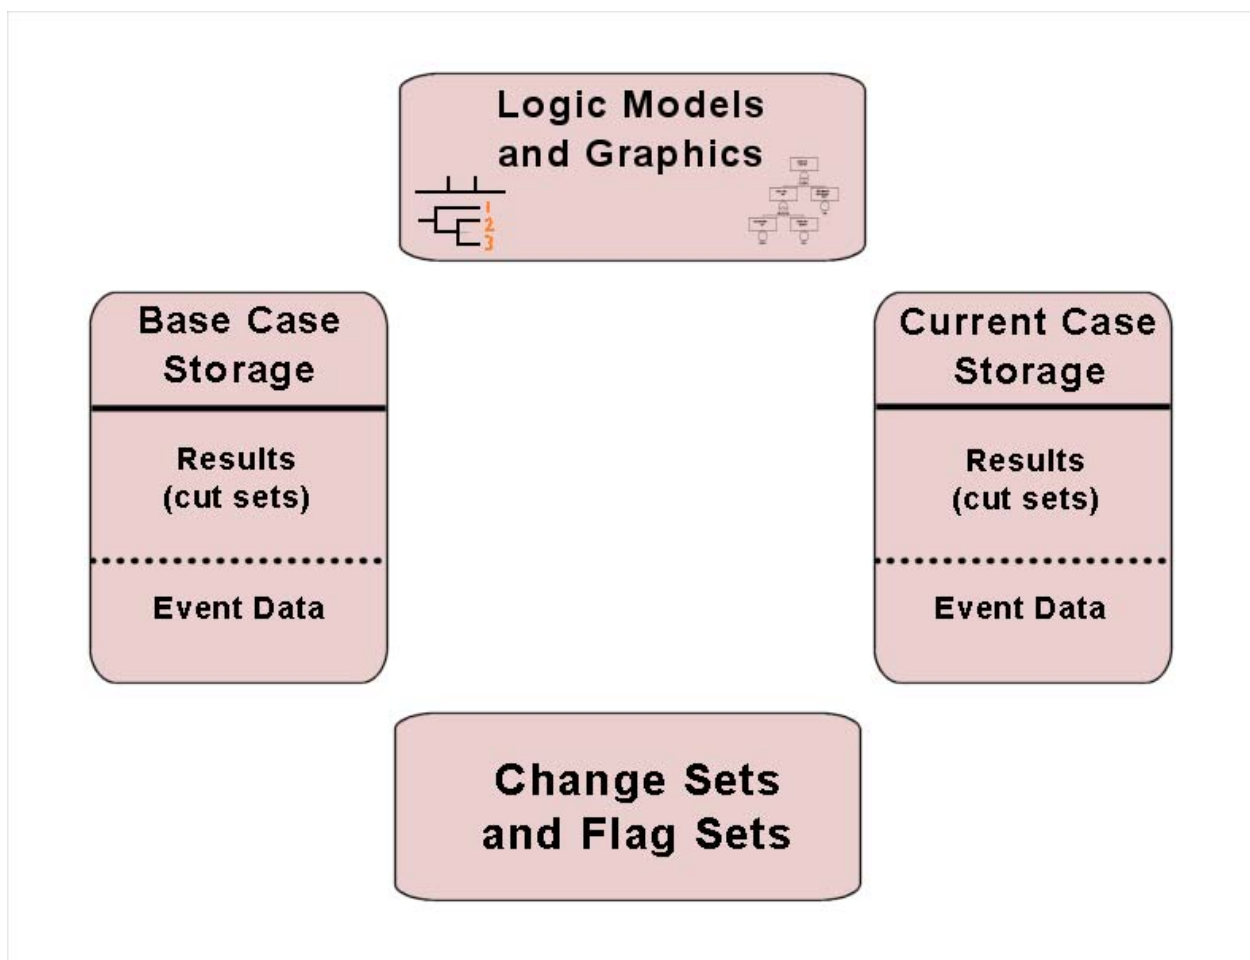 Logic Models
and Graphics
1
2
3
Base Case
Storage
Results
(cut sets)
Event Data
Current Case
Storage
Results
(cut sets)
Event Data
Change Sets
and Flag Sets